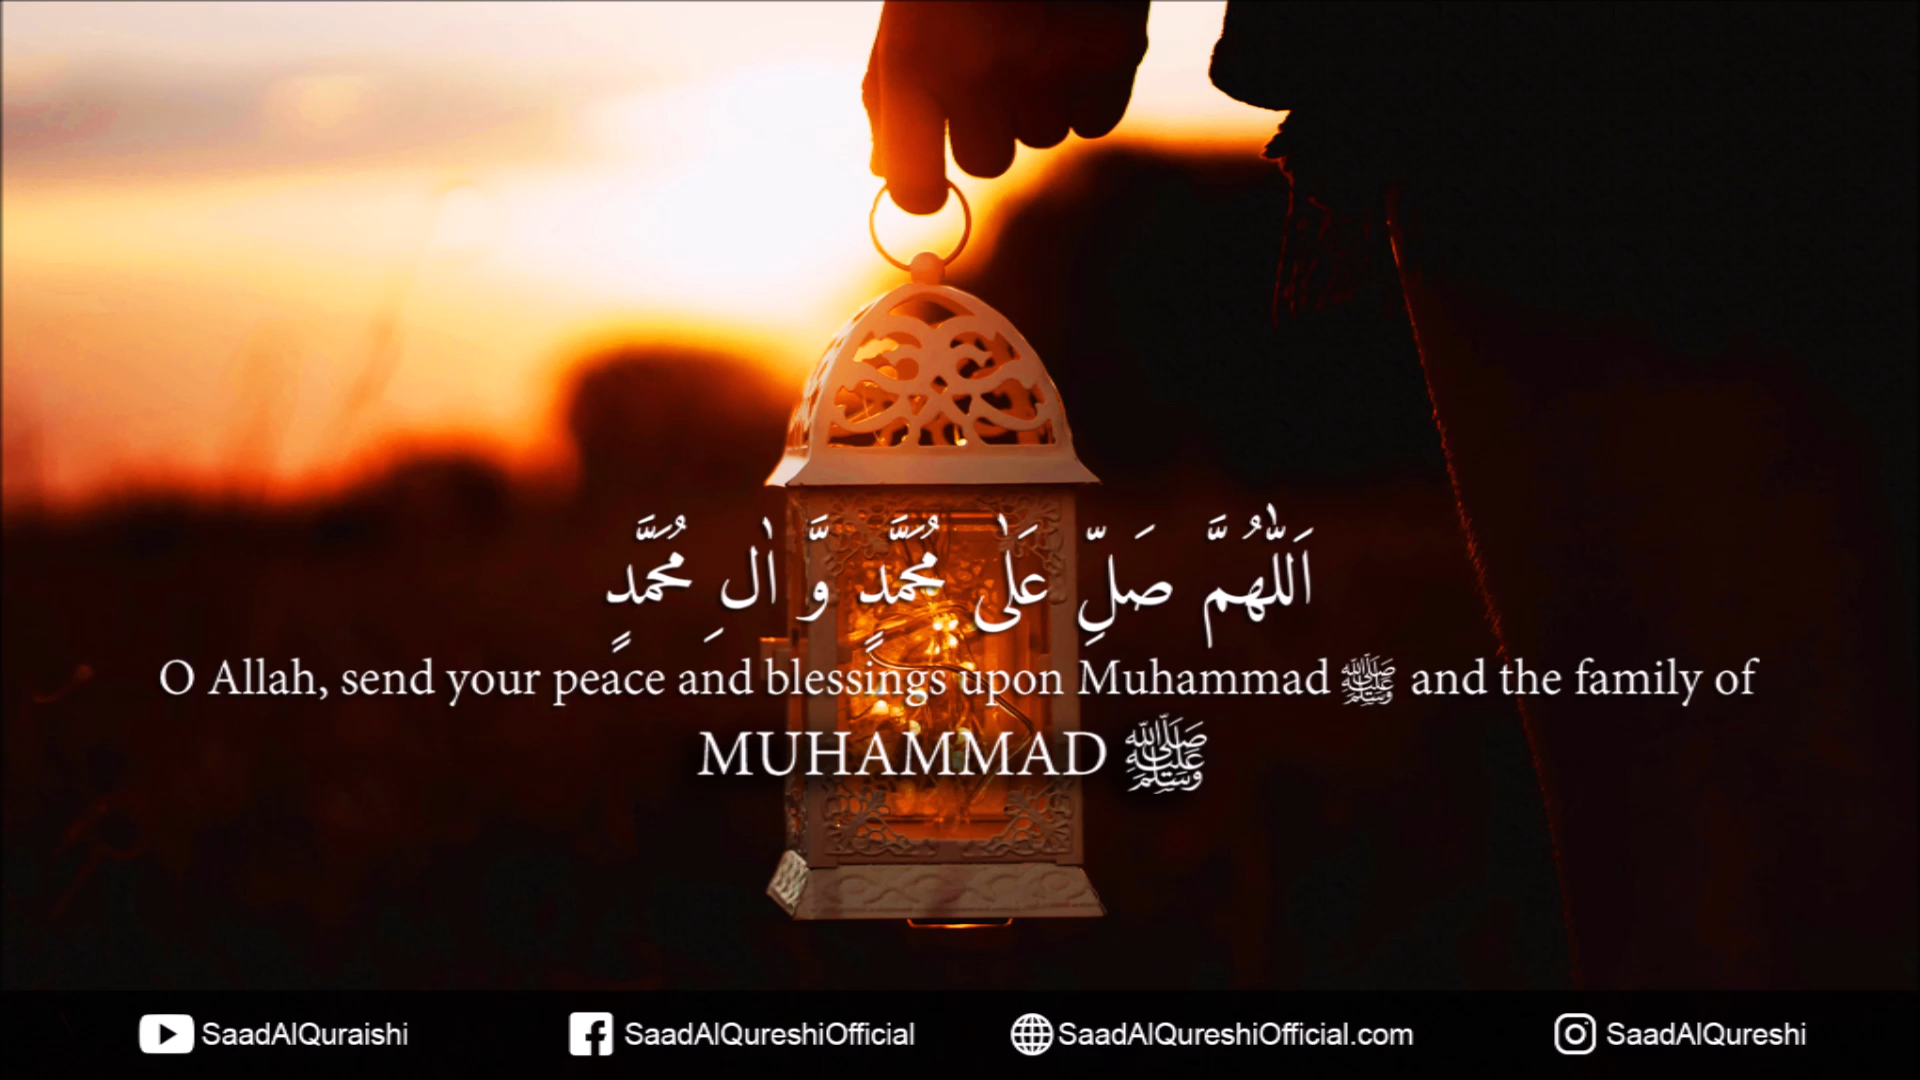 اَللّٰهُمَّ صَلِّ عَلٰى مُحَمَّدٍ وَّ اٰلِ مُحَمَّدٍ
O Allah, send your peace and blessings upon Muhammad ﷺ and the family of
MUHAMMAD ﷺ
SaadAlQuraishi SaadAlQureshiOfficial SaadAlQureshiOfficial.com SaadAlQureshi